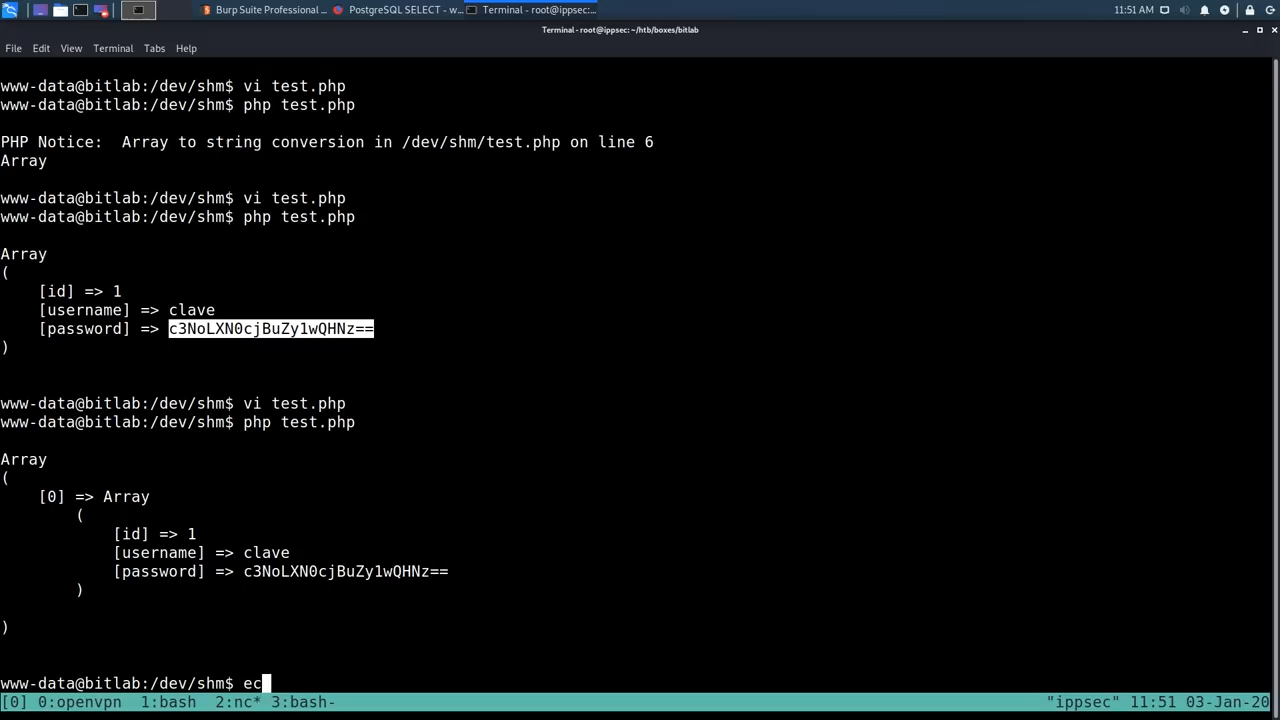 Burp Suite Professional ...
PostgreSQL SELECT - w...
Terminal - root@ippsec:...
11:51 AM
Terminal - root@ippsec: ~/htb/boxes/bitlab
File Edit View Terminal Tabs Help
www-data@bitlab:/dev/shm$ vi test.php
www-data@bitlab:/dev/shm$ php test.php
PHP Notice:  Array to string conversion in /dev/shm/test.php on line 6
Array
www-data@bitlab:/dev/shm$ vi test.php
www-data@bitlab:/dev/shm$ php test.php
Array
(
    [id] => 1
    [username] => clave
    [password] => c3NoLXN0cjBuZy1wQHNz==
)
www-data@bitlab:/dev/shm$ vi test.php
www-data@bitlab:/dev/shm$ php test.php
Array
(
    [0] => Array
        (
            [id] => 1
            [username] => clave
            [password] => c3NoLXN0cjBuZy1wQHNz==
        )
)
www-data@bitlab:/dev/shm$ ec
[0] 0:openvpn  1:bash  2:nc* 3:bash- "ippsec" 11:51 03-Jan-20